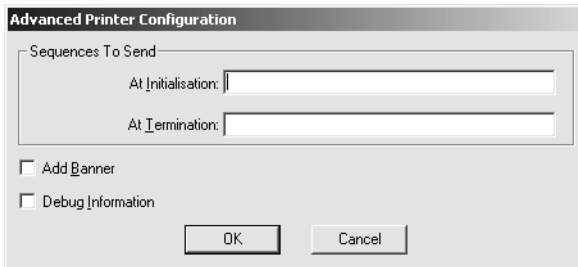 Advanced Printer Configuration
Sequences To Send
At Initialisation:
At Termination:
Add Banner
Debug Information
OK Cancel